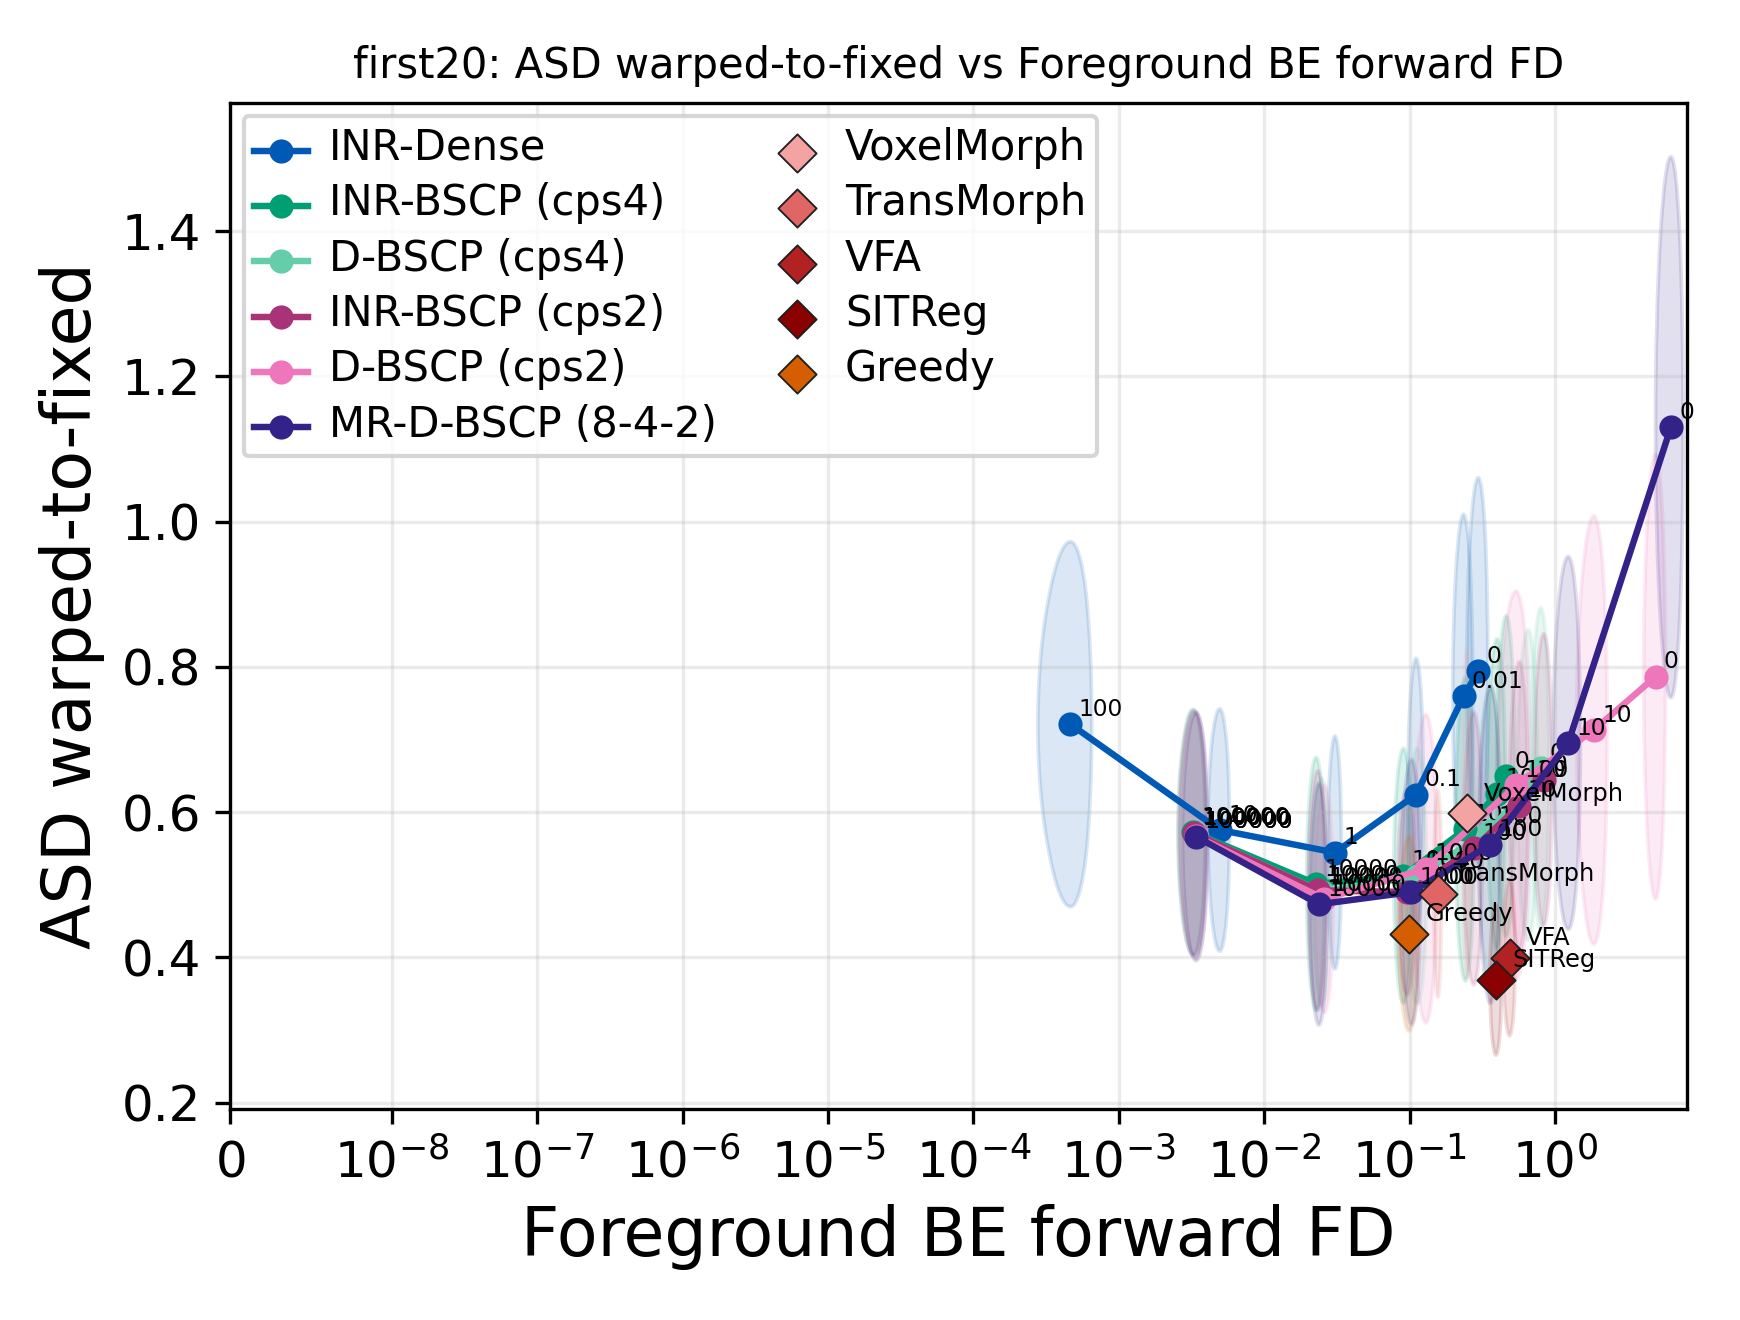 first20: ASD warped-to-fixed vs Foreground BE forward FD
INR-Dense
INR-BSCP (cps4)
D-BSCP (cps4)
INR-BSCP (cps2)
D-BSCP (cps2)
MR-D-BSCP (8-4-2)
VoxelMorph
TransMorph
VFA
SITReg
Greedy
ASD warped-to-fixed
1.4
1.2
1.0
0.8
0.6
0.4
0.2
0
0
0
0.01
100
10
10
0
0.1
VoxelMorph
1
10000
TransMorph
Greedy
VFA
SITReg
0
10⁻⁸
10⁻⁷
10⁻⁶
10⁻⁵
10⁻⁴
10⁻³
10⁻²
10⁻¹
10⁰
Foreground BE forward FD